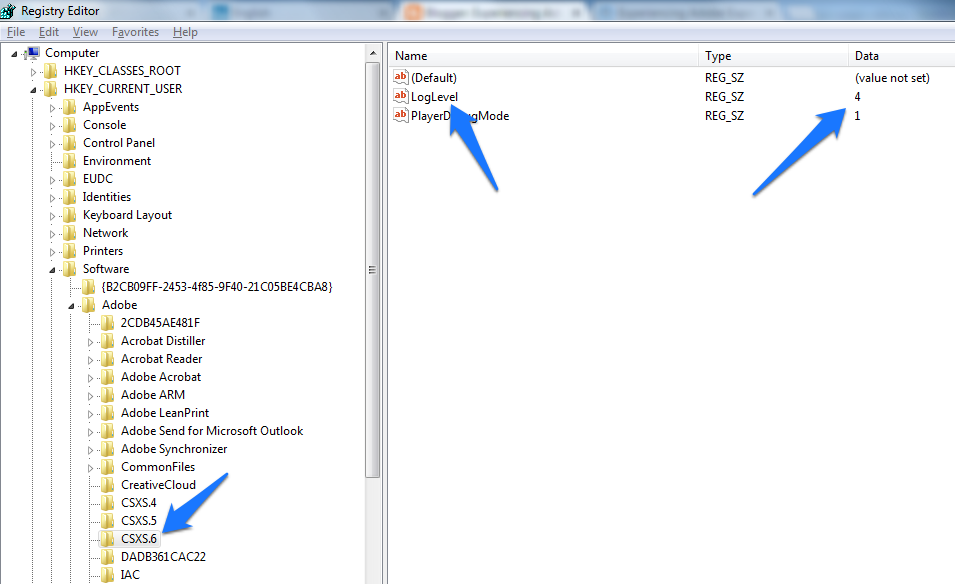 Registry Editor
File Edit View Favorites Help
Computer
HKEY_CLASSES_ROOT
HKEY_CURRENT_USER
AppEvents
Console
Control Panel
Environment
EUDC
Identities
Keyboard Layout
Network
Printers
Software
{B2CB09FF-2453-4f85-9F40-21C05BE4CBA8}
Adobe
2CDB45AE481F
Acrobat Distiller
Acrobat Reader
Adobe Acrobat
Adobe ARM
Adobe LeanPrint
Adobe Send for Microsoft Outlook
Adobe Synchronizer
CommonFiles
CreativeCloud
CSXS.4
CSXS.5
CSXS.6
DADB361CAC22
IAC
Name Type Data
ab (Default) REG_SZ (value not set)
ab LogLevel REG_SZ 4
ab REG_SZ 1